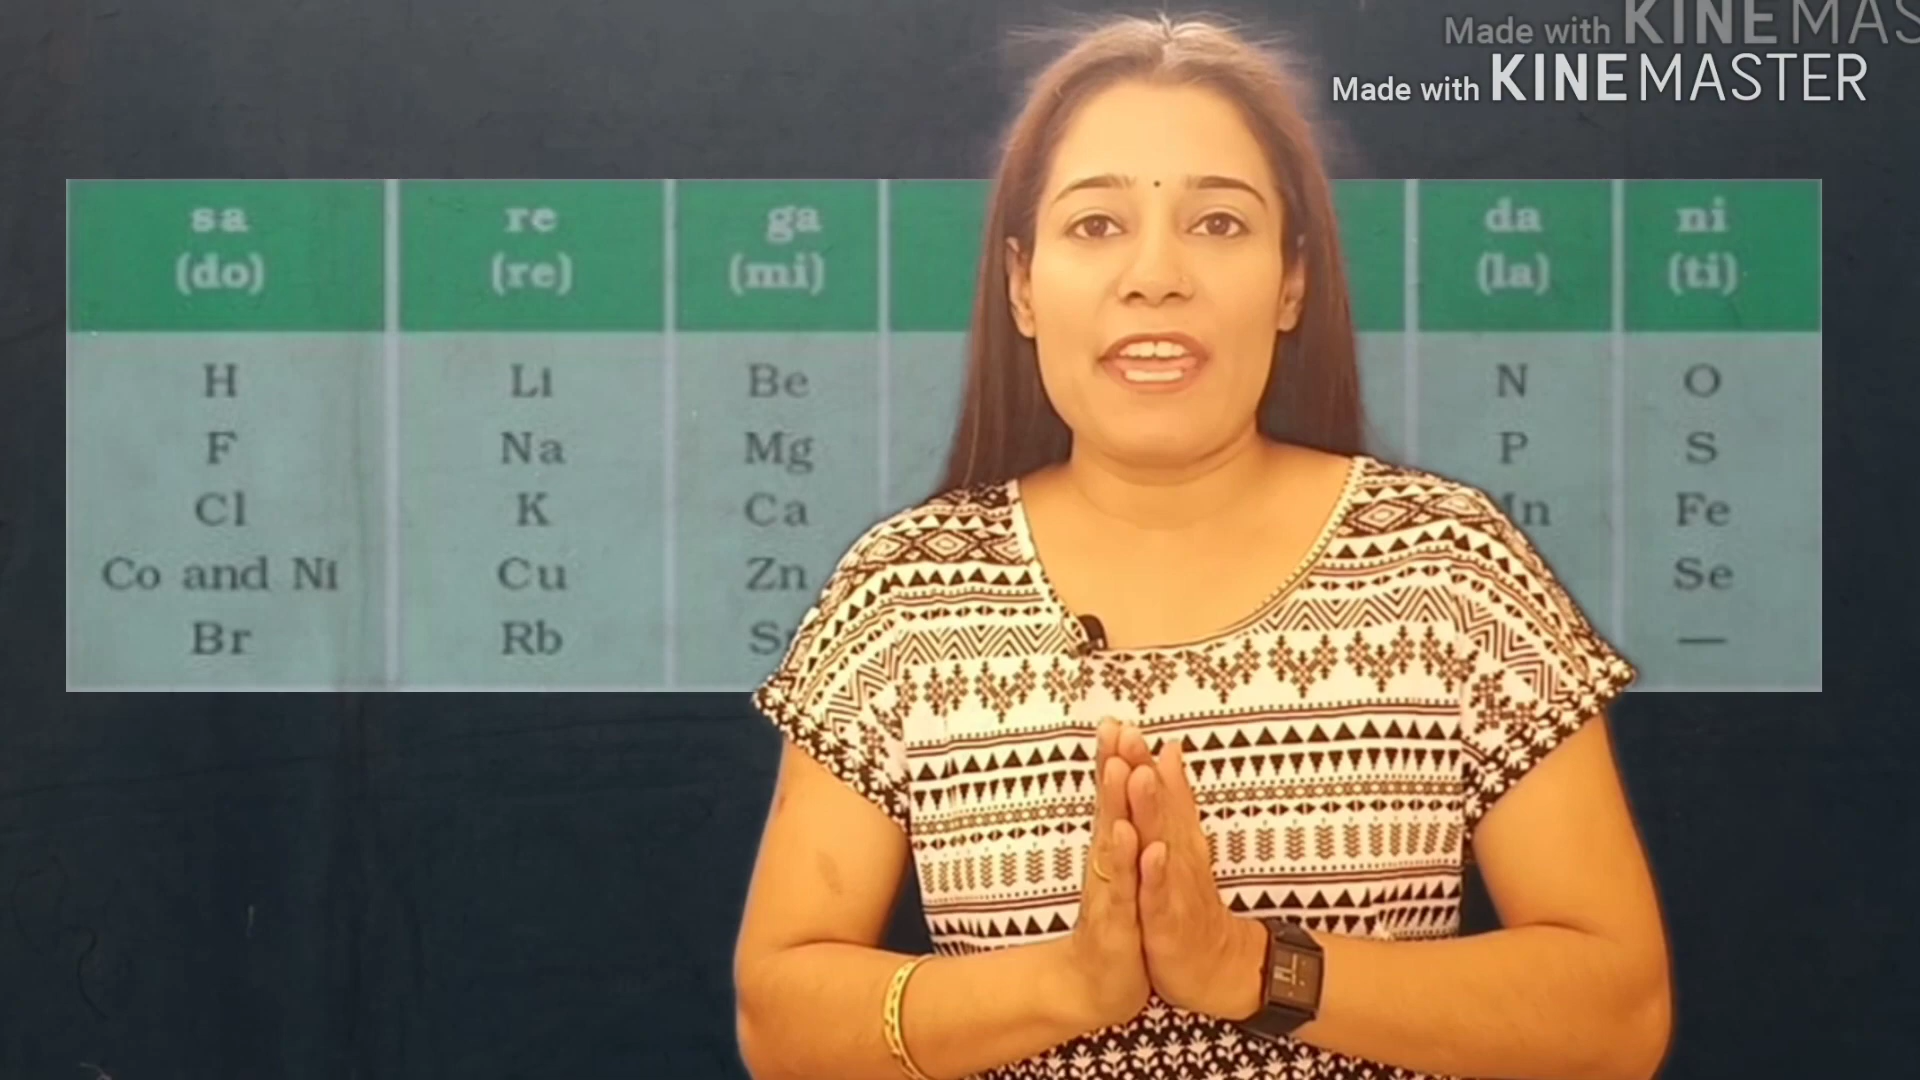 Made with KINEMAS
Made with KINEMASTER
sa re ga da ni
(do) (re) (mi) (la) (ti)
H Li Be N O
F Na Mg P S
Cl K Ca Fe
Co and Ni Cu Zn Se
Br Rb —